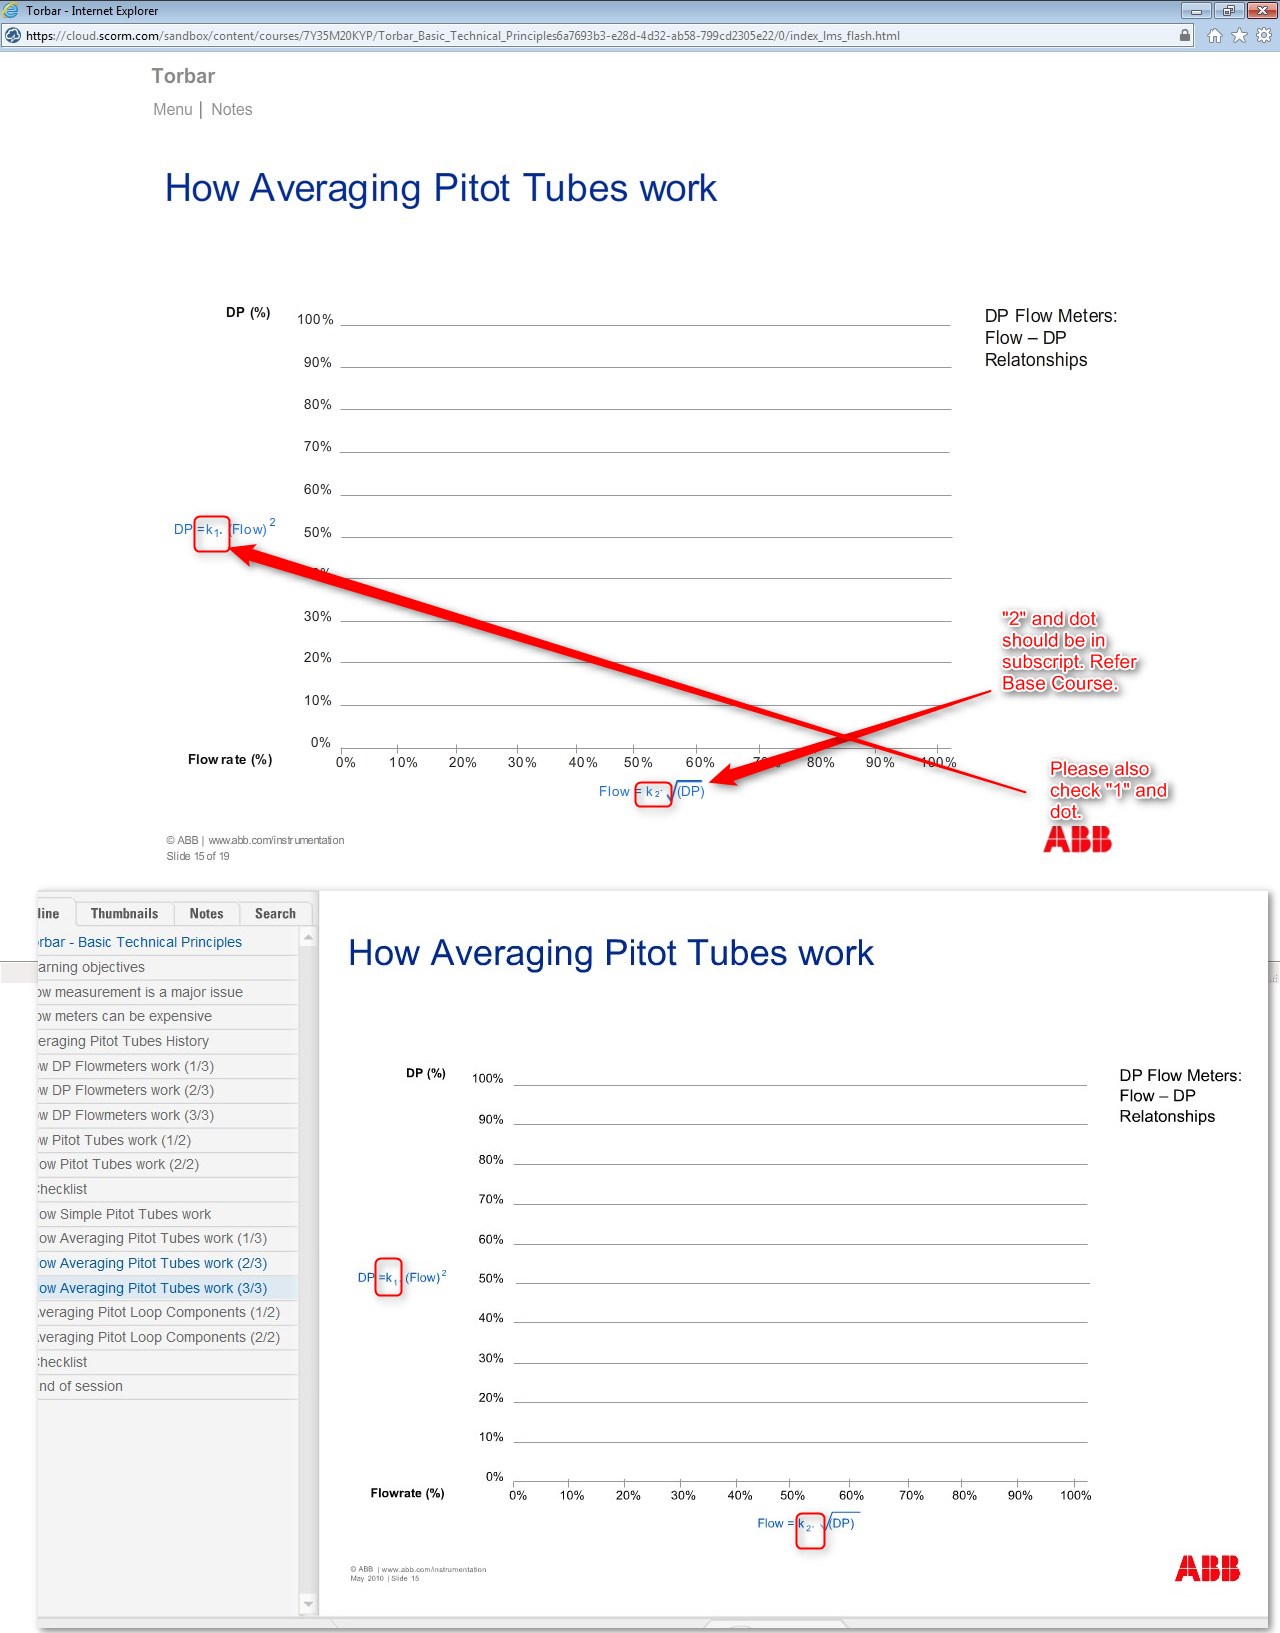 Torbar - Internet Explorer
https://cloud.scorm.com/sandbox/content/courses/7Y35M20KYP/Torbar_Basic_Technical_Principles6a7693b3-e28d-4d32-ab58-799cd2305e22/0/index_lms_flash.html
Torbar
Menu | Notes
How Averaging Pitot Tubes work
DP (%)
100%
90%
80%
70%
60%
50%
30%
20%
10%
0%
DP Flow Meters:
Flow – DP
Relatonships
DP =k₁. (Flow) ²
"2" and dot
should be in
subscript. Refer
Base Course.
Flow rate (%)
0% 10% 20% 30% 40% 50% 60% 70% 80% 90% 100%
Flow = k₂. √(DP)
Please also
check "1" and
dot.
© ABB | www.abb.com/instrumentation
Slide 15 of 19
ABB
line Thumbnails Notes Search
rbar - Basic Technical Principles
arning objectives
ow measurement is a major issue
ow meters can be expensive
eraging Pitot Tubes History
w DP Flowmeters work (1/3)
w DP Flowmeters work (2/3)
w DP Flowmeters work (3/3)
w Pitot Tubes work (1/2)
ow Pitot Tubes work (2/2)
hecklist
ow Simple Pitot Tubes work
ow Averaging Pitot Tubes work (1/3)
ow Averaging Pitot Tubes work (2/3)
ow Averaging Pitot Tubes work (3/3)
veraging Pitot Loop Components (1/2)
veraging Pitot Loop Components (2/2)
hecklist
nd of session
How Averaging Pitot Tubes work
DP (%)
100%
90%
80%
70%
60%
50%
40%
30%
20%
10%
0%
DP Flow Meters:
Flow – DP
Relatonships
DP =k₁. (Flow) ²
Flowrate (%)
0% 10% 20% 30% 40% 50% 60% 70% 80% 90% 100%
Flow = k₂. √(DP)
© ABB | www.abb.com/instrumentation
May 2010 | Slide 15
ABB